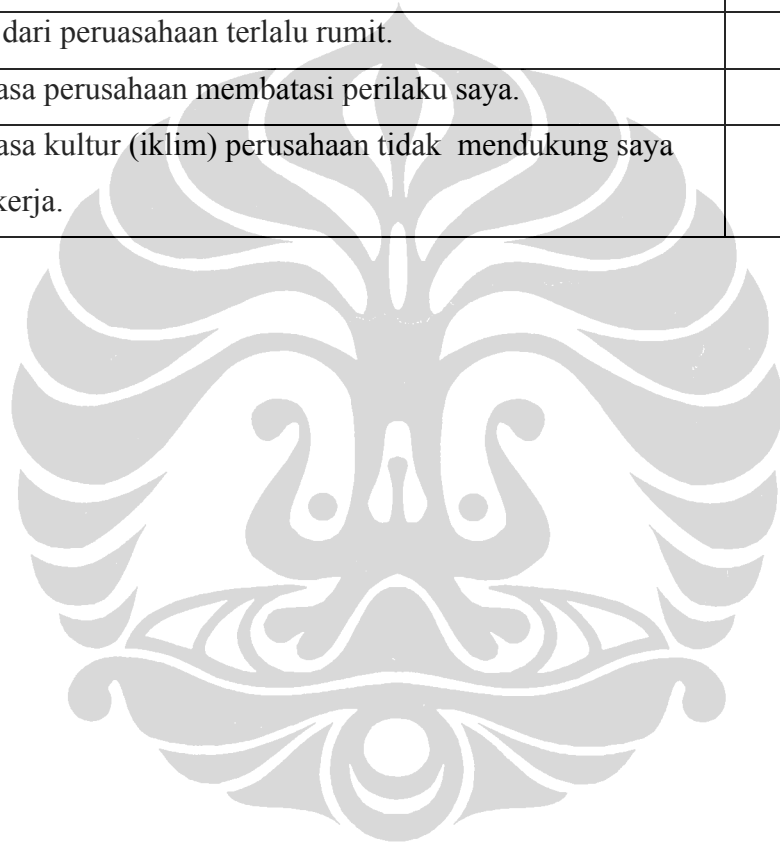 dari peruasahaan terlalu rumit.
asa perusahaan membatasi perilaku saya.
asa kultur (iklim) perusahaan tidak mendukung saya
kerja.